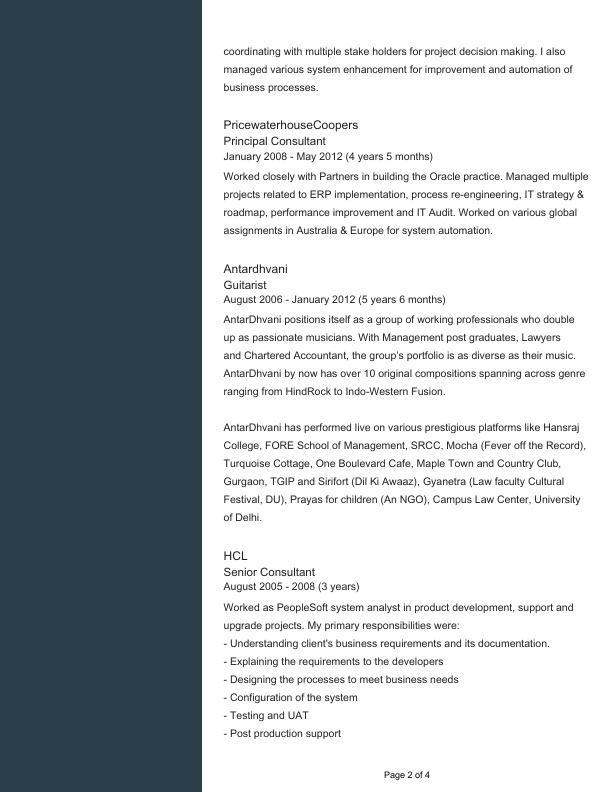 coordinating with multiple stake holders for project decision making. I also
managed various system enhancement for improvement and automation of
business processes.
PricewaterhouseCoopers
Principal Consultant
January 2008 - May 2012 (4 years 5 months)
Worked closely with Partners in building the Oracle practice. Managed multiple
projects related to ERP implementation, process re-engineering, IT strategy &
roadmap, performance improvement and IT Audit. Worked on various global
assignments in Australia & Europe for system automation.
Antardhvani
Guitarist
August 2006 - January 2012 (5 years 6 months)
AntarDhvani positions itself as a group of working professionals who double
up as passionate musicians. With Management post graduates, Lawyers
and Chartered Accountant, the group's portfolio is as diverse as their music.
AntarDhvani by now has over 10 original compositions spanning across genre
ranging from HindRock to Indo-Western Fusion.
AntarDhvani has performed live on various prestigious platforms like Hansraj
College, FORE School of Management, SRCC, Mocha (Fever off the Record),
Turquoise Cottage, One Boulevard Cafe, Maple Town and Country Club,
Gurgaon, TGIP and Sirifort (Dil Ki Awaaz), Gyanetra (Law faculty Cultural
Festival, DU), Prayas for children (An NGO), Campus Law Center, University
of Delhi.
HCL
Senior Consultant
August 2005 - 2008 (3 years)
Worked as PeopleSoft system analyst in product development, support and
upgrade projects. My primary responsibilities were:
- Understanding client's business requirements and its documentation.
- Explaining the requirements to the developers
- Designing the processes to meet business needs
- Configuration of the system
- Testing and UAT
- Post production support
Page 2 of 4